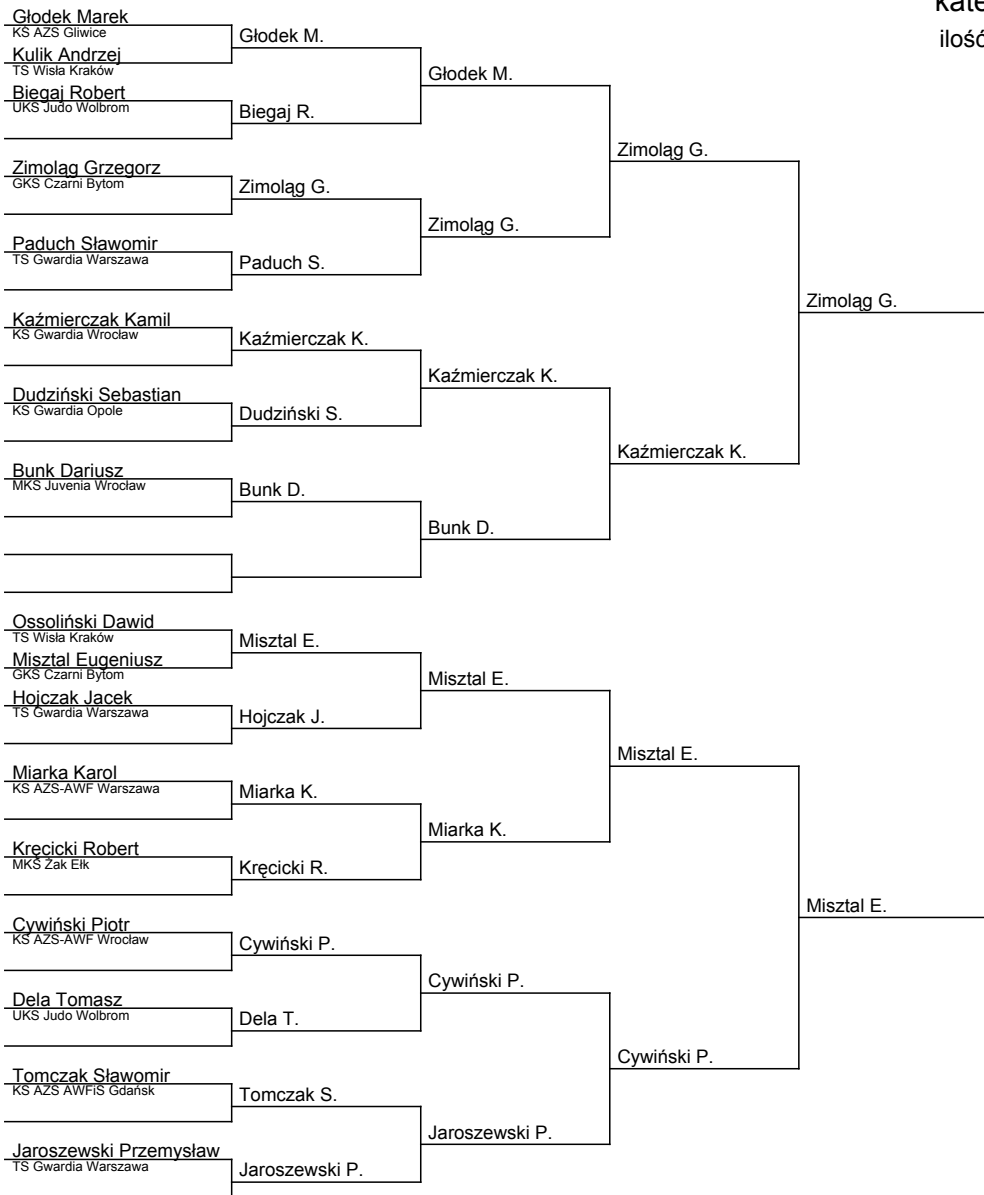 Głodek Marek
KS AZS Gliwice
Kulik Andrzej
TS Wisła Kraków
Biegaj Robert
UKS Judo Wolbrom
Zimoląg Grzegorz
GKS Czarni Bytom
Paduch Sławomir
TS Gwardia Warszawa
Kaźmierczak Kamil
KS Gwardia Wrocław
Dudziński Sebastian
KS Gwardia Opole
Bunk Dariusz
MKS Juvenia Wrocław
Ossoliński Dawid
TS Wisła Kraków
Misztal Eugeniusz
GKS Czarni Bytom
Hojczak Jacek
TS Gwardia Warszawa
Miarka Karol
KS AZS-AWF Warszawa
Kręcicki Robert
MKS Żak Ełk
Cywiński Piotr
KS AZS-AWF Wrocław
Dela Tomasz
UKS Judo Wolbrom
Tomczak Sławomir
KS AZS AWFiS Gdańsk
Jaroszewski Przemysław
TS Gwardia Warszawa
Głodek M.
Biegaj R.
Zimoląg G.
Paduch S.
Kaźmierczak K.
Dudziński S.
Bunk D.
Misztal E.
Hojczak J.
Miarka K.
Kręcicki R.
Cywiński P.
Dela T.
Tomczak S.
Jaroszewski P.
Głodek M.
Zimoląg G.
Kaźmierczak K.
Bunk D.
Misztal E.
Miarka K.
Cywiński P.
Jaroszewski P.
Zimoląg G.
Kaźmierczak K.
Misztal E.
Cywiński P.
Zimoląg G.
Misztal E.
kate
ilość